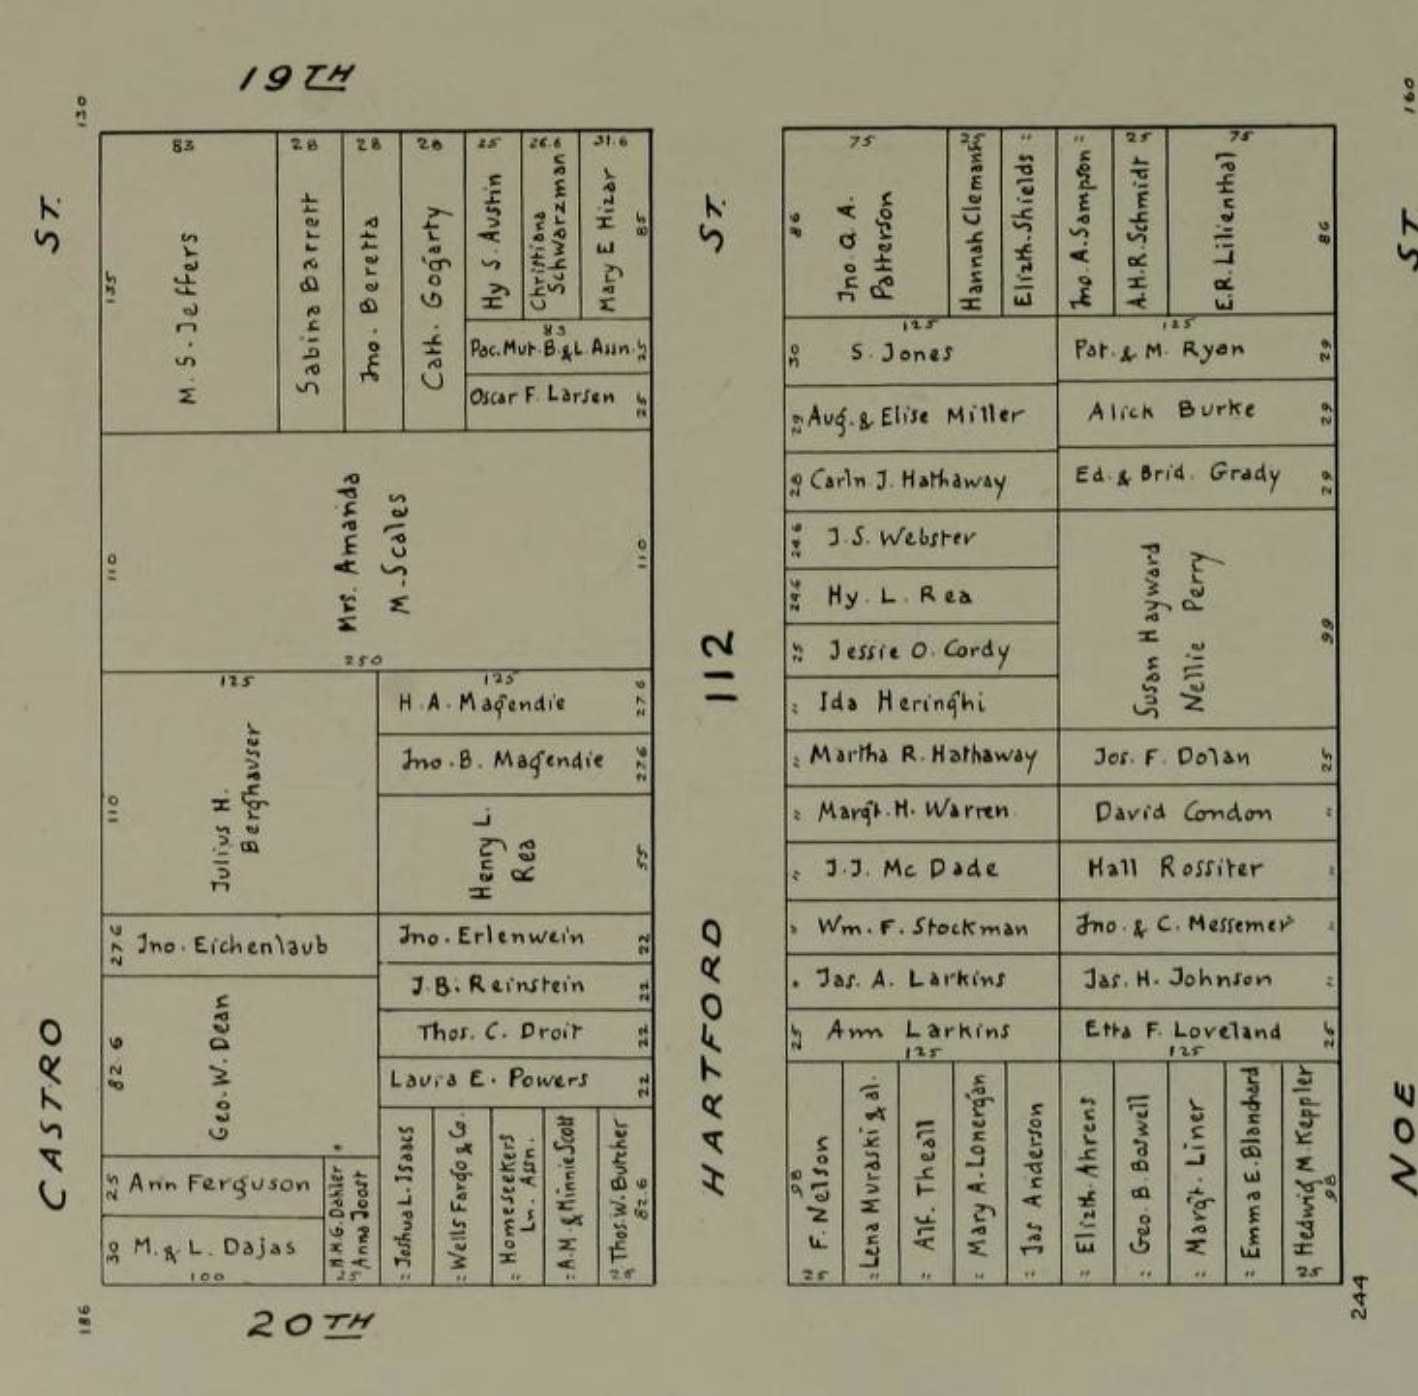 19TH
130
ST.
83
28
28
28
25
26.6
31.6
135
M. S. Jeffers
Sabina Barrett
Jno. Beretta
Cath. Gogarty
Hy S. Austin
Christiana
Schwarzman
Mary E Hizar
85
83
Pac. Mut. B. & L. Assn.
25
Oscar F. Larsen
25
110
Mrs. Amanda
M. Scales
110
250
125
110
Julius H.
Berghauser
125
H. A. Magendie
27.6
Jno. B. Magendie
27.6
Henry L.
Rea
55
27.6
Jno. Eichenlaub
Jno. Erlenwein
22
J. B. Reinstein
22
Thos. C. Droit
22
Laura E. Powers
22
82.6
Geo. W. Dean
25
Ann Ferguson
30
M. & L. Dajas
100
25
H.H.G. Dahler
Anna Joost
" Joshua L. Isaacs
" Wells Fargo & Co.
" Homeseekers
Ln. Assn.
" A.M. & Minnie Scott
25
Thos. W. Butcher
82.6
CASTRO
186
20TH
ST.
112
HARTFORD
75
86
Jno. Q. A.
Patterson
25
Hannah Clemans
Elizth. Shields "
Jno. A. Sampson "
25
A. H. R. Schmidt
75
E. R. Lilienthal
86
125
30
S. Jones
125
Pat. & M. Ryan
29
29
Aug. & Elise Miller
Alick Burke
29
28
Carln J. Hathaway
Ed. & Brid. Grady
29
24.6
J. S. Webster
24.6
Hy. L. Rea
25
Jessie O. Cordy
" Ida Heringhi
Susan Hayward
Nellie Perry
99
" Martha R. Hathaway
Jos. F. Dolan
25
" Margt. H. Warren
David Condon "
" J. J. Mc Dade
Hall Rossiter "
" Wm. F. Stockman
Jno. & C. Messemer "
" Jas. A. Larkins
Jas. H. Johnson "
25
Ann Larkins
125
Etta F. Loveland
125
25
25
F. Nelson
98
" Lena Muraski & al.
" Alf. Theall
" Mary A. Lonergan
" Jas Anderson
" Elizth. Ahrens
" Geo. B. Boswell
" Margt. Liner
" Emma E. Blanchard
25
Hedwig M. Keppler
98
244
160
ST
NOE